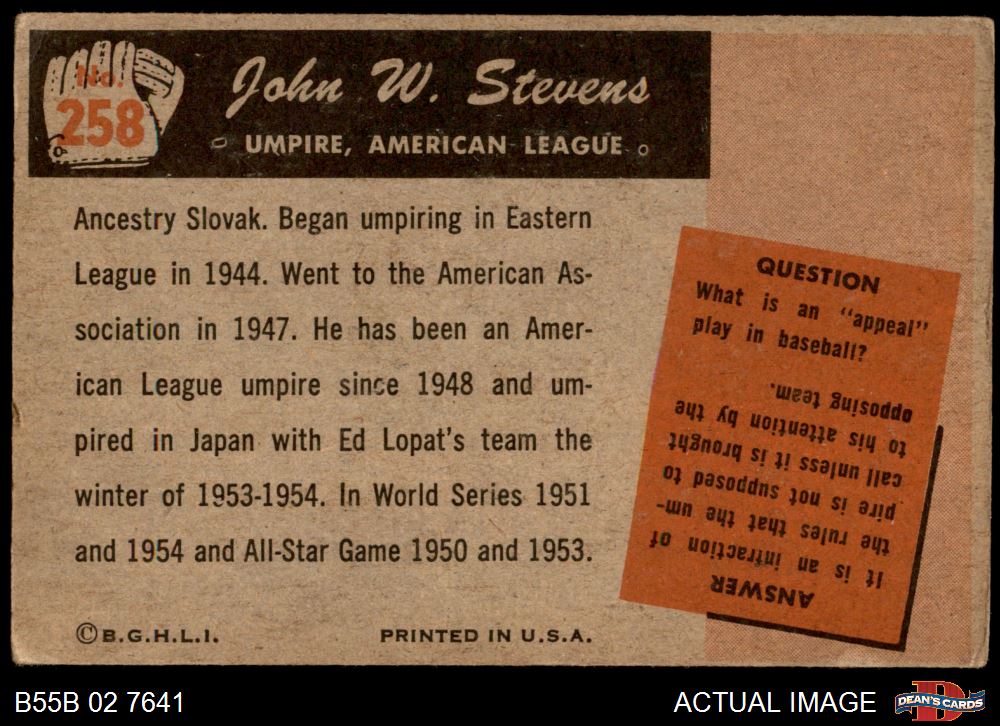 No.
258
John W. Stevens
UMPIRE, AMERICAN LEAGUE
Ancestry Slovak. Began umpiring in Eastern
League in 1944. Went to the American As-
sociation in 1947. He has been an Amer-
ican League umpire since 1948 and um-
pired in Japan with Ed Lopat's team the
winter of 1953-1954. In World Series 1951
and 1954 and All-Star Game 1950 and 1953.
©B.G.H.L.I.
PRINTED IN U.S.A.
QUESTION
What is an "appeal"
play in baseball?
ANSWER
It is an infraction of
the rules that the um-
pire is not supposed to
call unless it is brought
to his attention by the
opposing team.
B55B 02 7641
ACTUAL IMAGE
D
DEAN'S CARDS